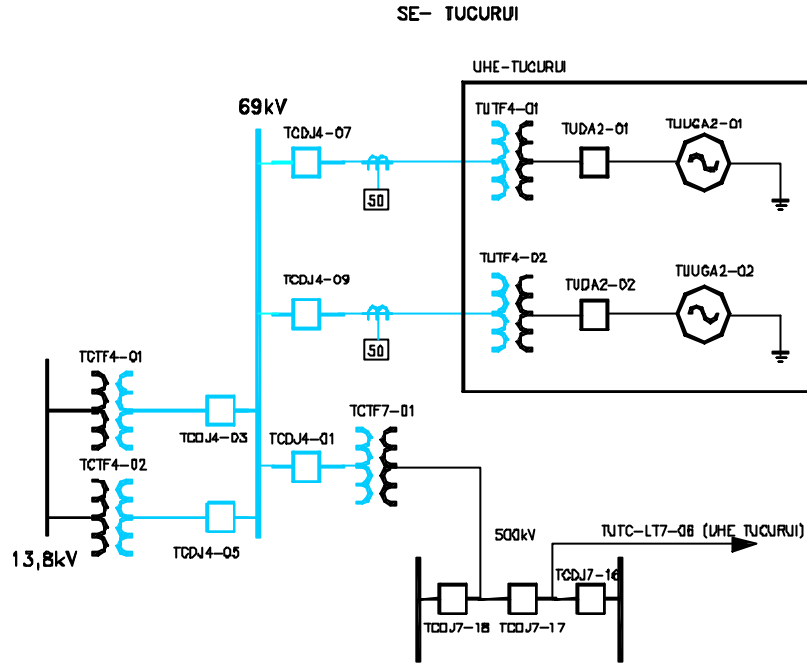 SE- TUCURUI
UHE-TUCURUI
69kV
TCDJ4-07
TUTF4-01
TUDA2-01
TUUGA2-01
50
TCDJ4-09
TUTF4-02
TUDA2-02
TUUGA2-02
50
TCTF4-01
TCDJ4-03
TCDJ4-01
TCTF7-01
TCTF4-02
TCDJ4-05
13,8kV
500kV
TUTC-LT7-06 (UHE TUCURUI)
TCDJ7-16
TCDJ7-18
TCDJ7-17